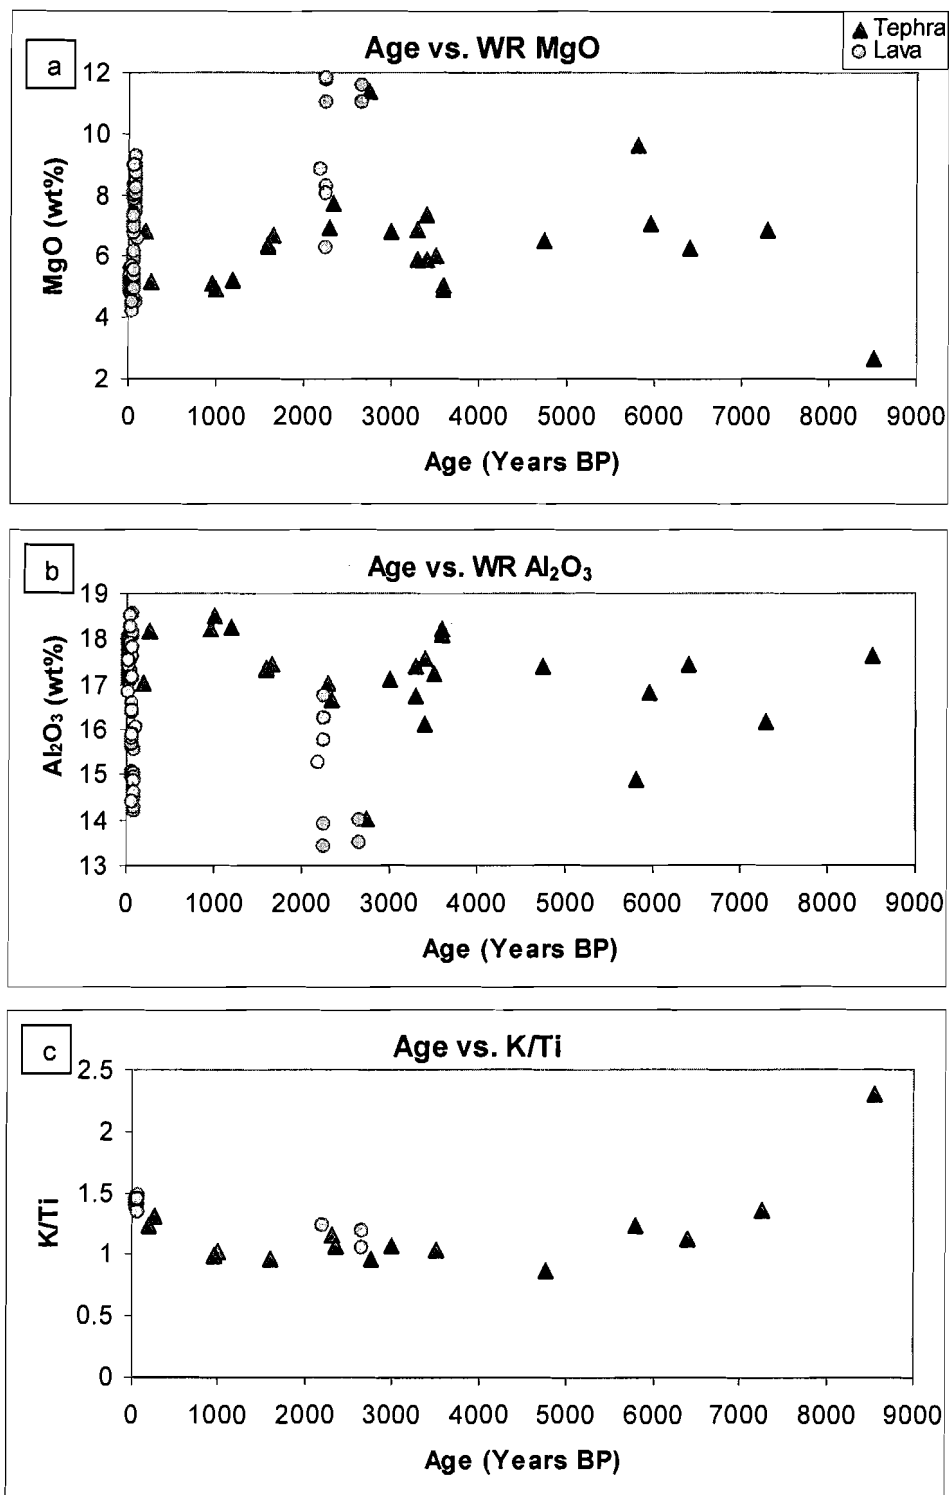 ▲ Tephra
○ Lava
a
Age vs. WR MgO
12
10
8
6
4
2
MgO (wt%)
0 1000 2000 3000 4000 5000 6000 7000 8000 9000
Age (Years BP)
b
Age vs. WR Al₂O₃
19
18
17
16
15
14
13
Al₂O₃ (wt%)
0 1000 2000 3000 4000 5000 6000 7000 8000 9000
Age (Years BP)
c
Age vs. K/Ti
2.5
2
1.5
1
0.5
0
K/Ti
0 1000 2000 3000 4000 5000 6000 7000 8000 9000
Age (Years BP)